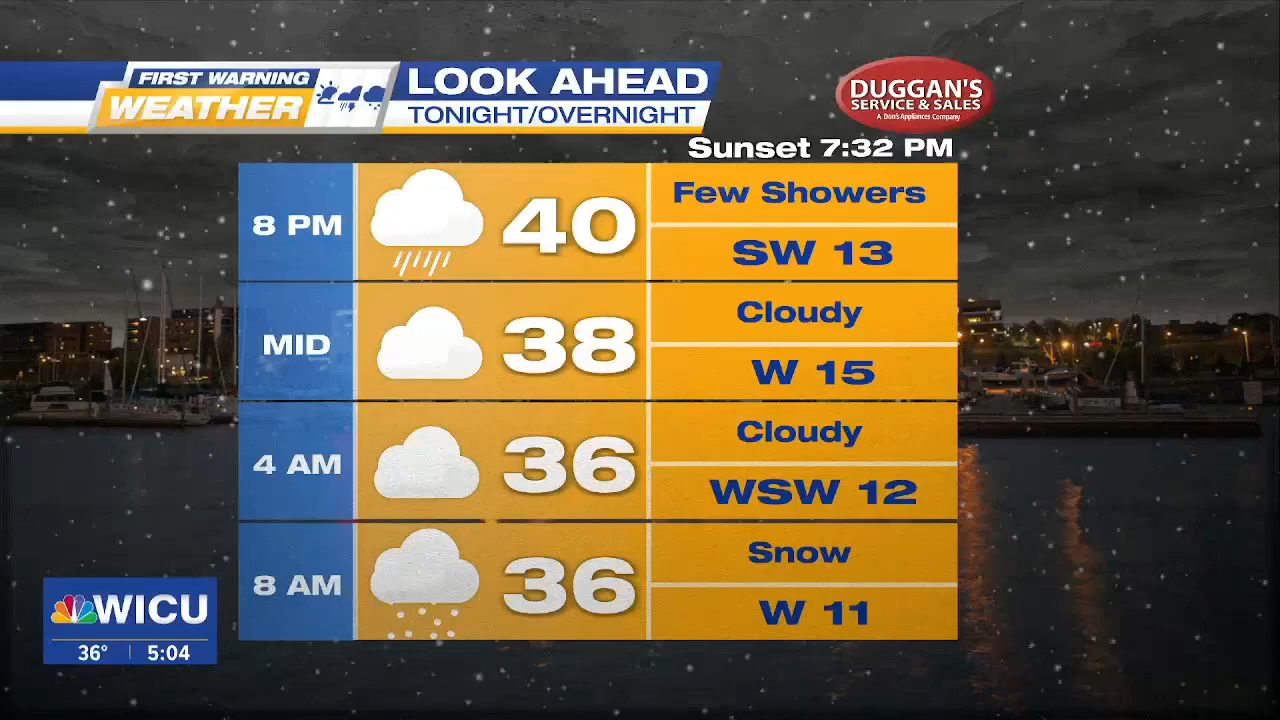 FIRST WARNING
WEATHER
LOOK AHEAD
TONIGHT/OVERNIGHT
DUGGAN'S
SERVICE & SALES
A Don's Appliances Company
Sunset 7:32 PM
8 PM
40
Few Showers
SW 13
MID
38
Cloudy
W 15
4 AM
36
Cloudy
WSW 12
8 AM
36
Snow
W 11
WICU
36° 5:04